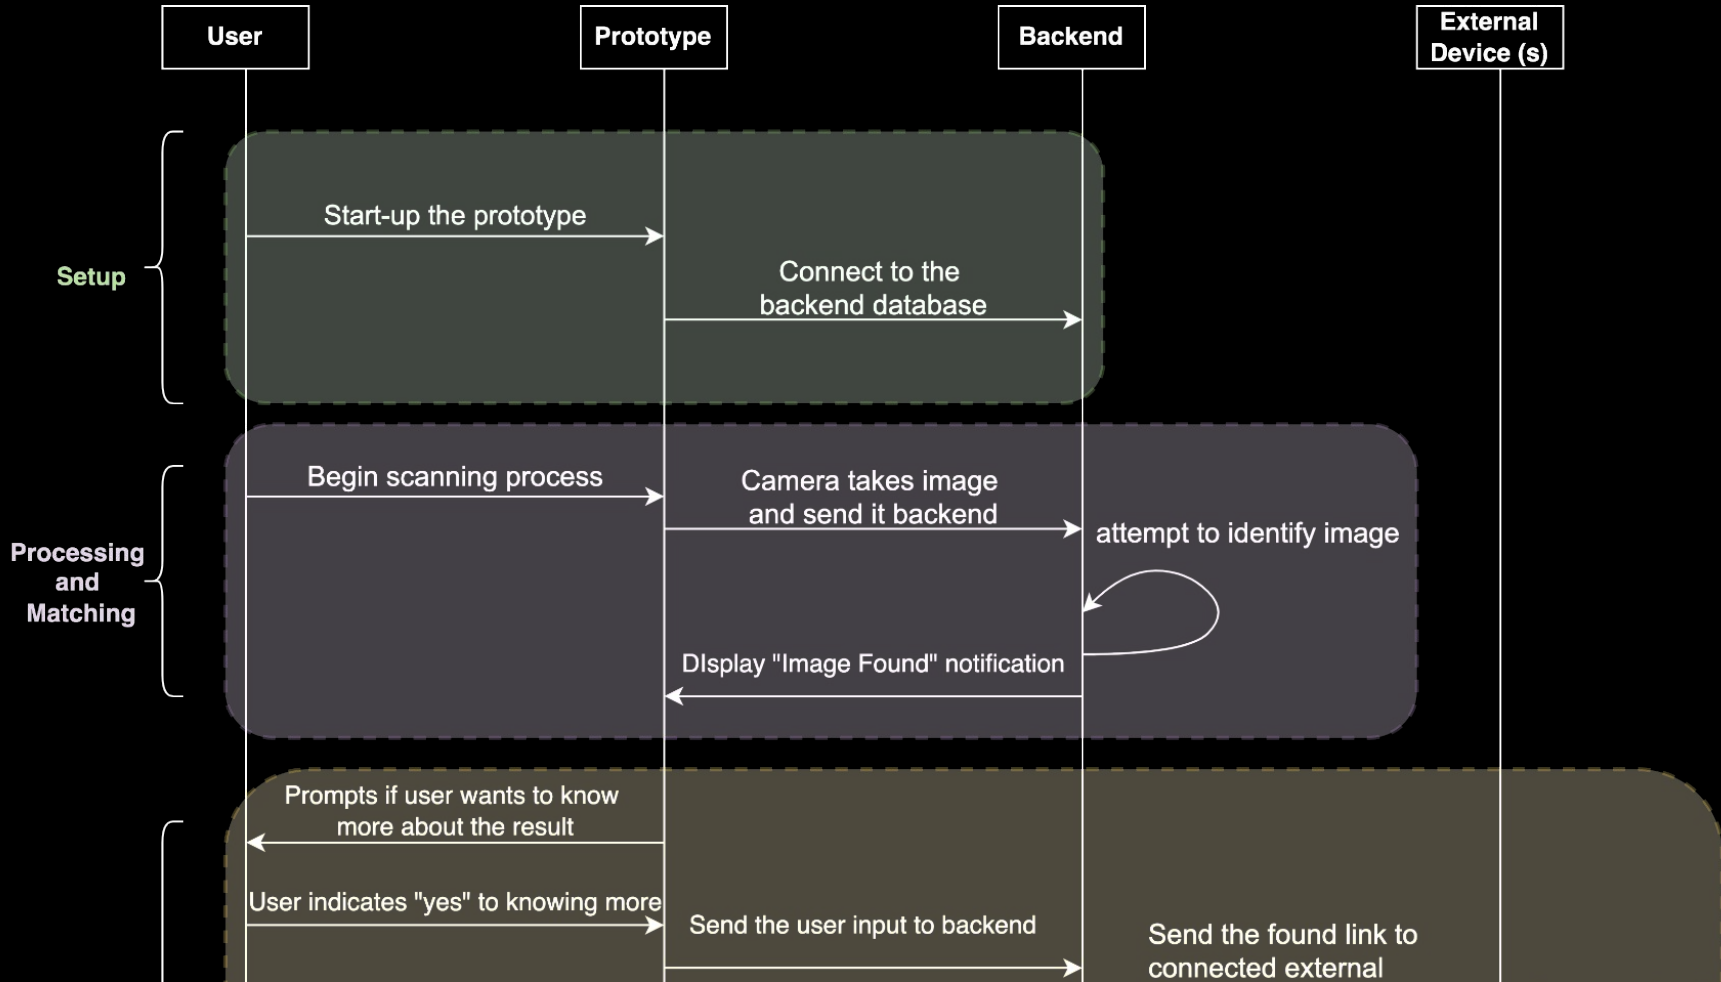 User
Prototype
Backend
External
Device (s)
Start-up the prototype
Connect to the
backend database
Setup
Begin scanning process
Camera takes image
and send it backend
attempt to identify image
Processing
and
Matching
DIsplay "Image Found" notification
Prompts if user wants to know
more about the result
User indicates "yes" to knowing more
Send the user input to backend
Send the found link to
connected external